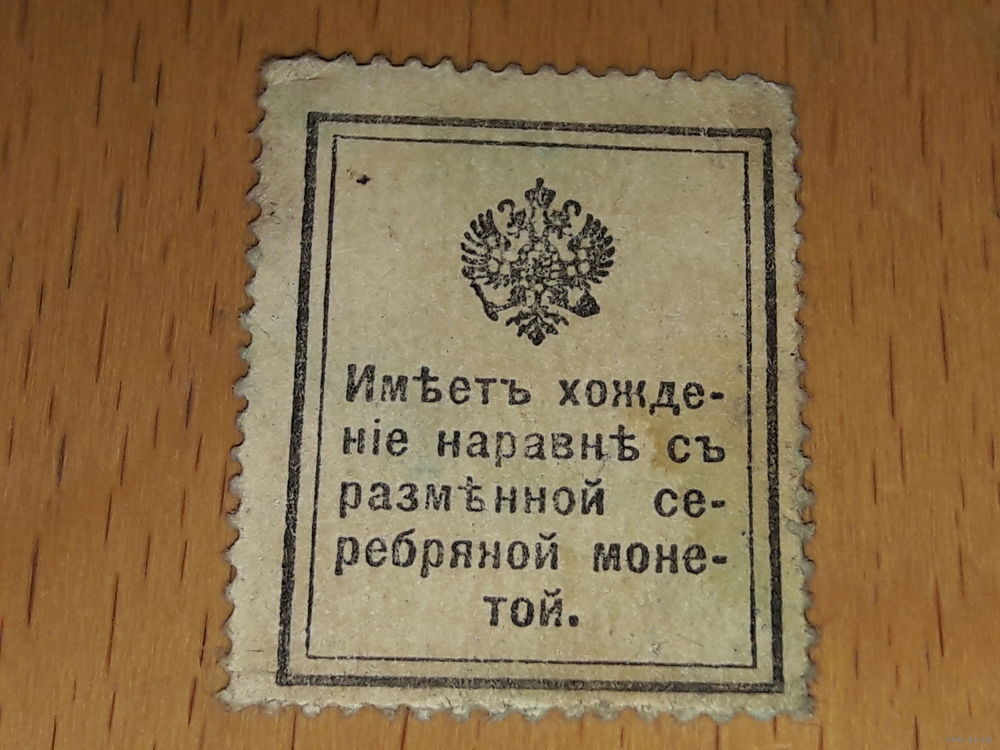 Имѣетъ хожде-
ніе наравнѣ съ
размѣнной се-
ребряной моне-
той.